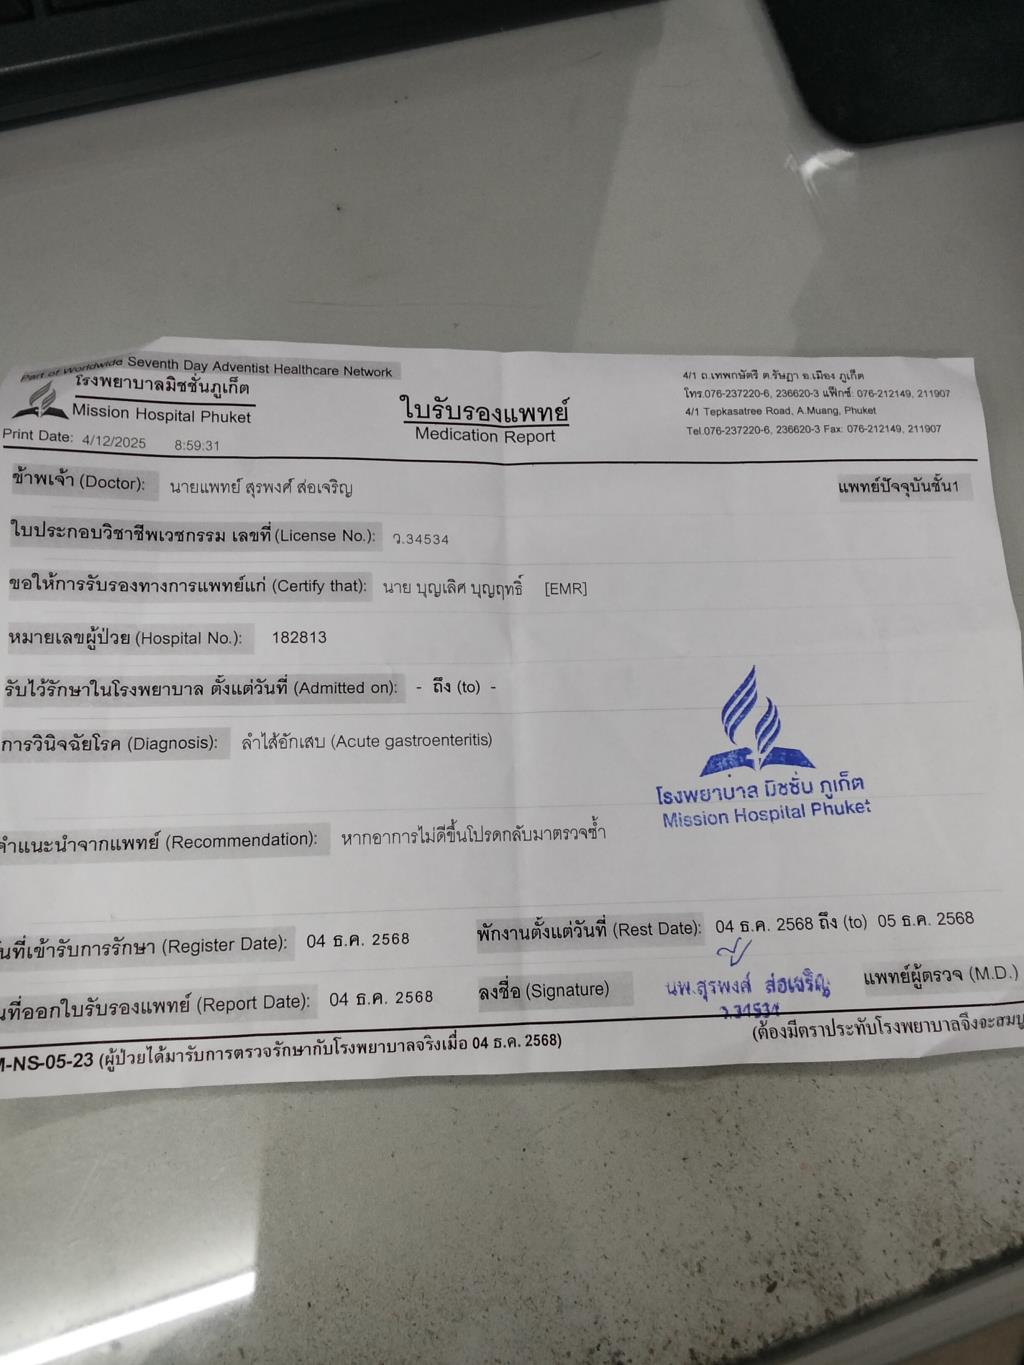 Part of Worldwide Seventh Day Adventist Healthcare Network
โรงพยาบาลมิชชั่นภูเก็ต
Mission Hospital Phuket
Print Date: 4/12/2025 8:59:31
ใบรับรองแพทย์
Medication Report
4/1 ถ.เทพกษัตรี ต.รัษฎา อ.เมือง ภูเก็ต
โทร.076-237220-6, 236620-3 แฟ็กซ์: 076-212149, 211907
4/1 Tepkasatree Road, A.Muang, Phuket
Tel.076-237220-6, 236620-3 Fax: 076-212149, 211907
ข้าพเจ้า (Doctor): นายแพทย์ สุรพงศ์ ส่อเจริญ แพทย์ปัจจุบันชั้น1
ใบประกอบวิชาชีพเวชกรรม เลขที่ (License No.): ว.34534
ขอให้การรับรองทางการแพทย์แก่ (Certify that): นาย บุญเลิศ บุญฤทธิ์ [EMR]
หมายเลขผู้ป่วย (Hospital No.): 182813
รับไว้รักษาในโรงพยาบาล ตั้งแต่วันที่ (Admitted on): - ถึง (to) -
การวินิจฉัยโรค (Diagnosis): ลำไส้อักเสบ (Acute gastroenteritis)
โรงพยาบาล มิชชั่น ภูเก็ต
Mission Hospital Phuket
คำแนะนำจากแพทย์ (Recommendation): หากอาการไม่ดีขึ้นโปรดกลับมาตรวจซ้ำ
วันที่เข้ารับการรักษา (Register Date): 04 ธ.ค. 2568 พักงานตั้งแต่วันที่ (Rest Date): 04 ธ.ค. 2568 ถึง (to) 05 ธ.ค. 2568
วันที่ออกใบรับรองแพทย์ (Report Date): 04 ธ.ค. 2568 ลงชื่อ (Signature) นพ.สุรพงศ์ ส่อเจริญ แพทย์ผู้ตรวจ (M.D.)
ว.34534
M-NS-05-23 (ผู้ป่วยได้มารับการตรวจรักษากับโรงพยาบาลจริงเมื่อ 04 ธ.ค. 2568) (ต้องมีตราประทับโรงพยาบาลจึงจะสมบู